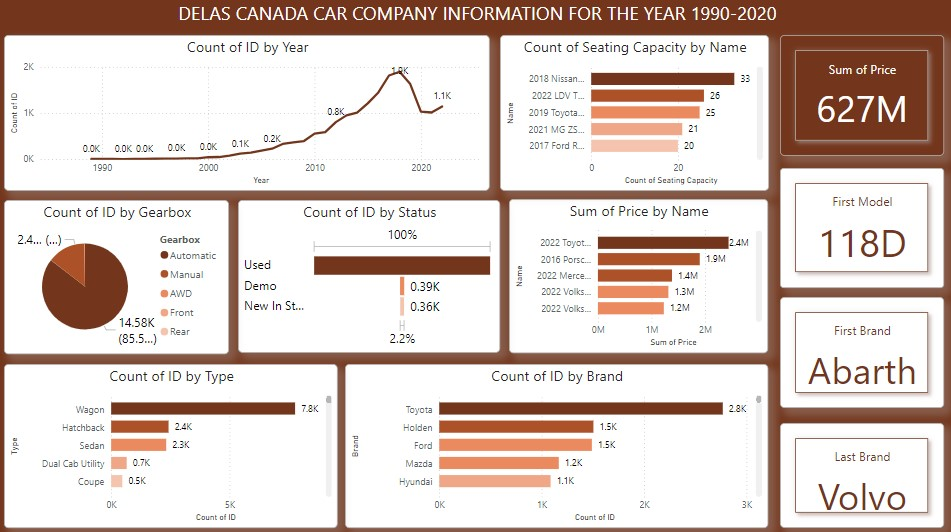 DELAS CANADA CAR COMPANY INFORMATION FOR THE YEAR 1990-2020
Count of ID by Year
Count of ID
2K
1K
0K
0.0K 0.0K 0.0K 0.0K 0.0K 0.1K 0.2K 0.8K 1.9K 1.1K
1990 2000 2010 2020
Year
Count of Seating Capacity by Name
Name
2018 Nissan... 33
2022 LDV T... 26
2019 Toyota... 25
2021 MG ZS... 21
2017 Ford R... 20
0 20
Count of Seating Capacity
Sum of Price
627M
First Model
118D
Count of ID by Gearbox
2.4... (...)
14.58K
(85.5...)
Gearbox
Automatic
Manual
AWD
Front
Rear
Count of ID by Status
100%
Used
Demo 0.39K
New In St... 0.36K
2.2%
Sum of Price by Name
Name
2022 Toyot... 2.4M
2016 Porsc... 1.9M
2022 Merce... 1.4M
2022 Volks... 1.3M
2022 Volks... 1.2M
0M 1M 2M
Sum of Price
First Brand
Abarth
Count of ID by Type
Type
Wagon 7.8K
Hatchback 2.4K
Sedan 2.3K
Dual Cab Utility 0.7K
Coupe 0.5K
0K 5K
Count of ID
Count of ID by Brand
Brand
Toyota 2.8K
Holden 1.5K
Ford 1.5K
Mazda 1.2K
Hyundai 1.1K
0K 1K 2K 3K
Count of ID
Last Brand
Volvo